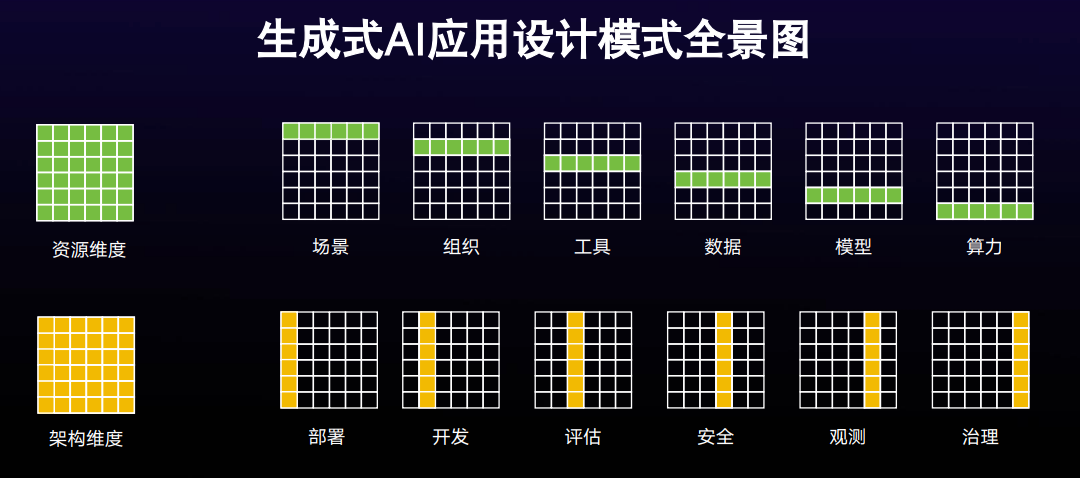 生成式AI应用设计模式全景图
资源维度
场景
组织
工具
数据
模型
算力
架构维度
部署
开发
评估
安全
观测
治理